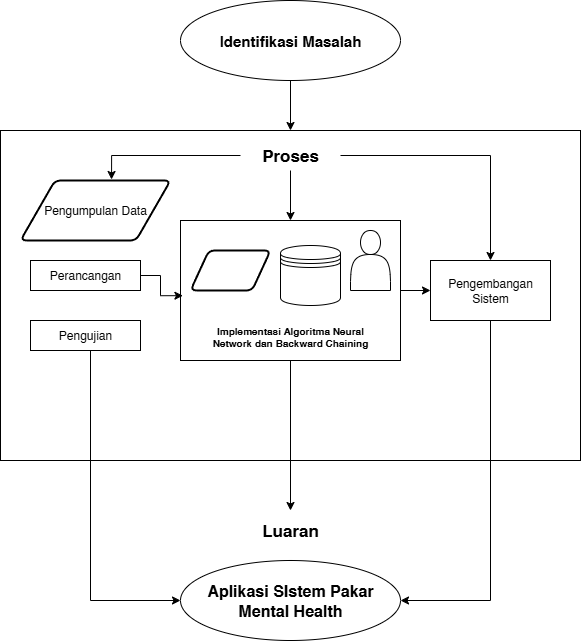 Identifikasi Masalah
Proses
Pengumpulan Data
Perancangan
Pengujian
Implementasi Algoritma Neural
Network dan Backward Chaining
Pengembangan
Sistem
Luaran
Aplikasi SIstem Pakar
Mental Health